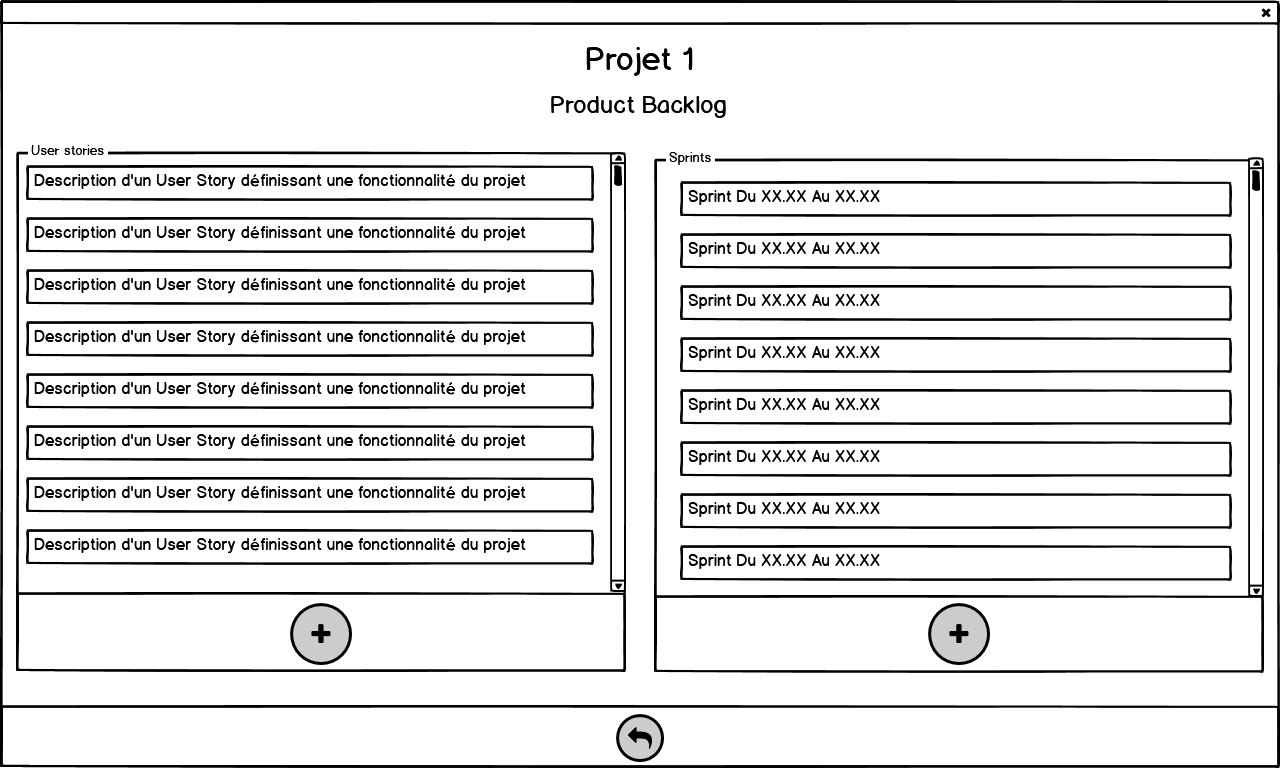 Projet 1
Product Backlog
User stories
Description d'un User Story définissant une fonctionnalité du projet
Description d'un User Story définissant une fonctionnalité du projet
Description d'un User Story définissant une fonctionnalité du projet
Description d'un User Story définissant une fonctionnalité du projet
Description d'un User Story définissant une fonctionnalité du projet
Description d'un User Story définissant une fonctionnalité du projet
Description d'un User Story définissant une fonctionnalité du projet
Description d'un User Story définissant une fonctionnalité du projet
Sprints
Sprint Du XX.XX Au XX.XX
Sprint Du XX.XX Au XX.XX
Sprint Du XX.XX Au XX.XX
Sprint Du XX.XX Au XX.XX
Sprint Du XX.XX Au XX.XX
Sprint Du XX.XX Au XX.XX
Sprint Du XX.XX Au XX.XX
Sprint Du XX.XX Au XX.XX